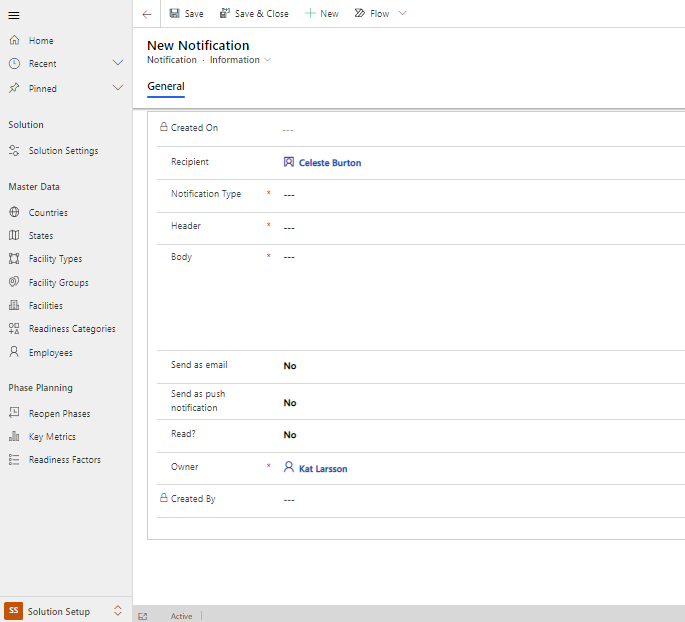 Save
Save & Close
New
Flow
Home
Recent
Pinned
Solution
Solution Settings
Master Data
Countries
States
Facility Types
Facility Groups
Facilities
Readiness Categories
Employees
Phase Planning
Reopen Phases
Key Metrics
Readiness Factors
SS Solution Setup
New Notification
Notification · Information
General
Created On ---
Recipient Celeste Burton
Notification Type * ---
Header * ---
Body * ---
Send as email No
Send as push
notification No
Read? No
Owner * Kat Larsson
Created By ---
Active